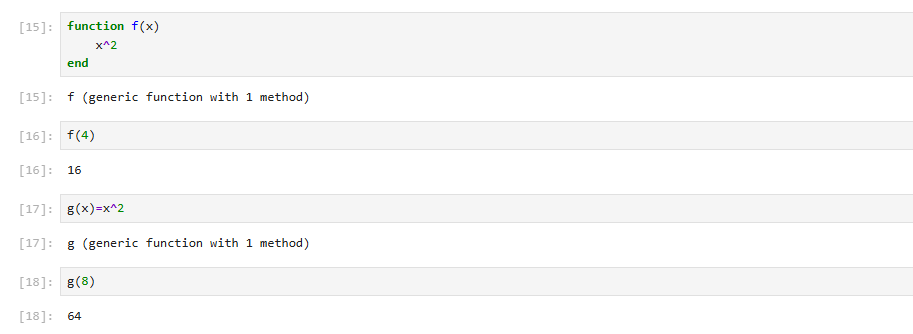 [15]: function f(x)
    x^2
end
[15]: f (generic function with 1 method)
[16]: f(4)
[16]: 16
[17]: g(x)=x^2
[17]: g (generic function with 1 method)
[18]: g(8)
[18]: 64